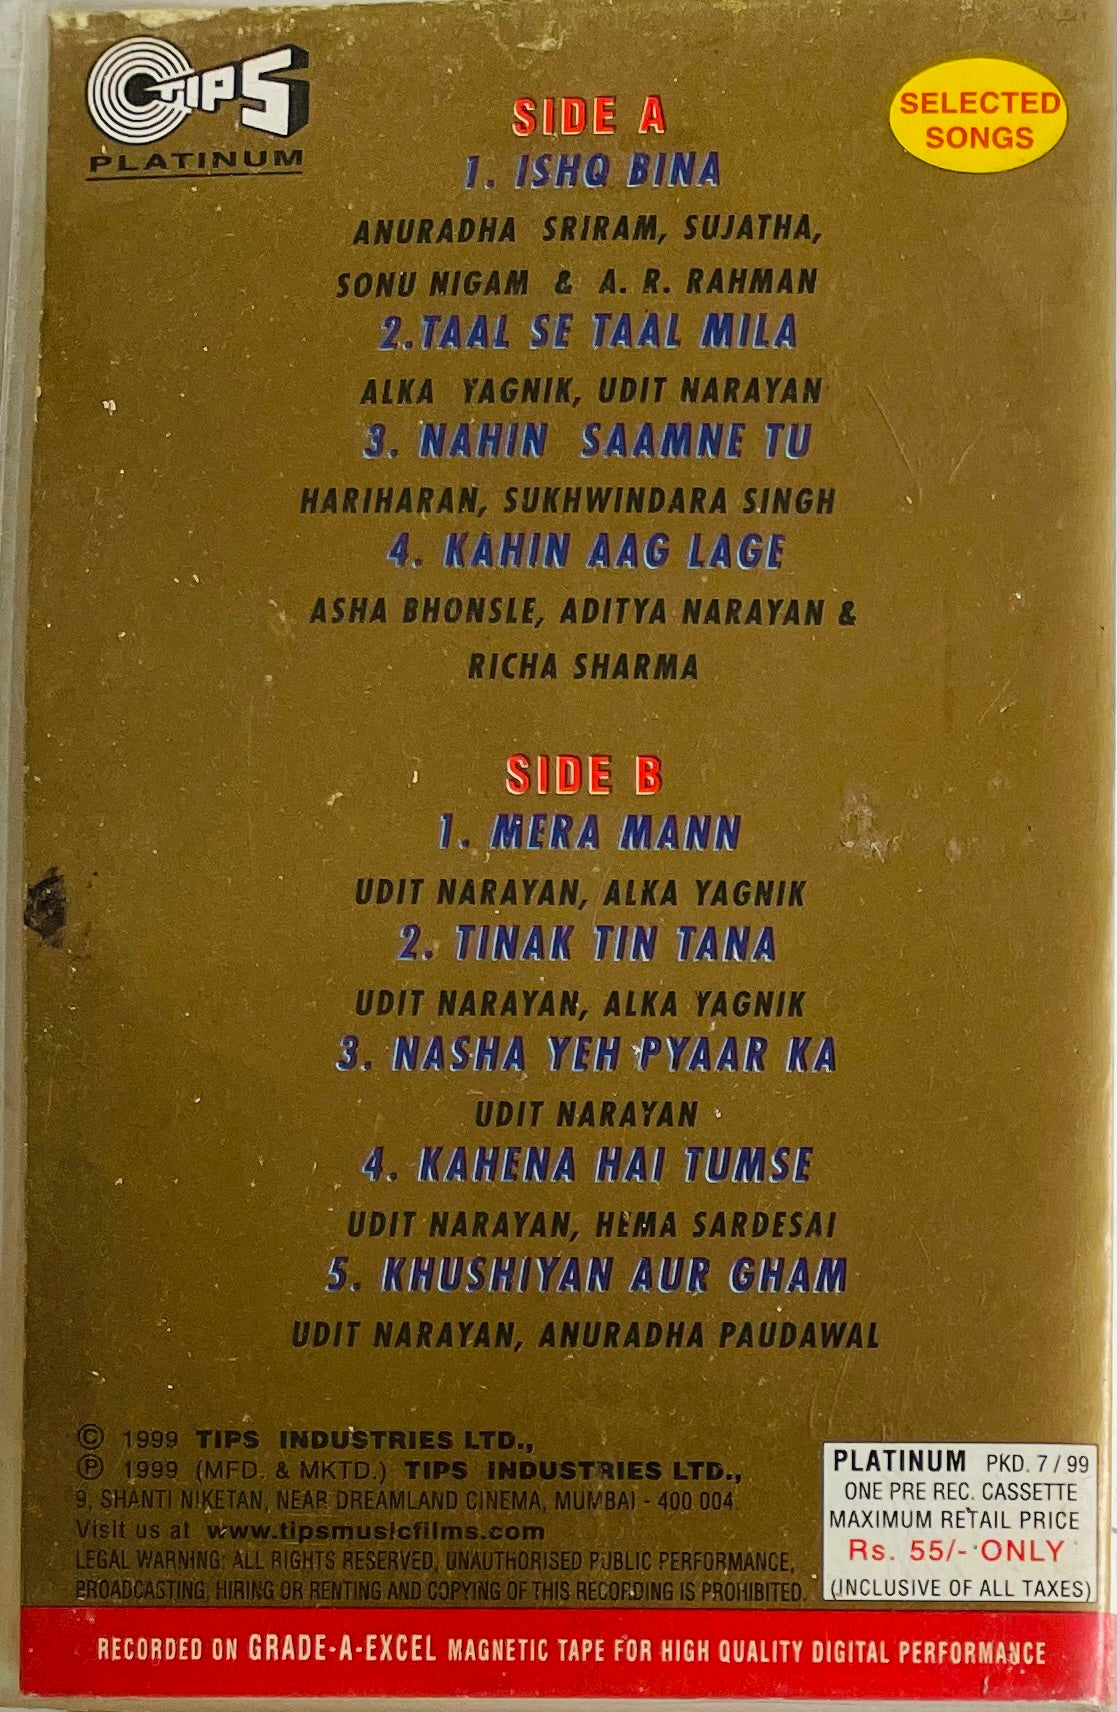 TIPS
PLATINUM
SELECTED
SONGS
SIDE A
1. ISHQ BINA
ANURADHA SRIRAM, SUJATHA,
SONU NIGAM & A. R. RAHMAN
2.TAAL SE TAAL MILA
ALKA YAGNIK, UDIT NARAYAN
3. NAHIN SAAMNE TU
HARIHARAN, SUKHWINDARA SINGH
4. KAHIN AAG LAGE
ASHA BHONSLE, ADITYA NARAYAN &
RICHA SHARMA
SIDE B
1. MERA MANN
UDIT NARAYAN, ALKA YAGNIK
2. TINAK TIN TANA
UDIT NARAYAN, ALKA YAGNIK
3. NASHA YEH PYAAR KA
UDIT NARAYAN
4. KAHENA HAI TUMSE
UDIT NARAYAN, HEMA SARDESAI
5. KHUSHIYAN AUR GHAM
UDIT NARAYAN, ANURADHA PAUDAWAL
© 1999 TIPS INDUSTRIES LTD.,
℗ 1999 (MFD. & MKTD.) TIPS INDUSTRIES LTD.,
9, SHANTI NIKETAN, NEAR DREAMLAND CINEMA, MUMBAI - 400 004.
Visit us at www.tipsmusicfilms.com
LEGAL WARNING: ALL RIGHTS RESERVED, UNAUTHORISED PUBLIC PERFORMANCE,
BROADCASTING, HIRING OR RENTING AND COPYING OF THIS RECORDING IS PROHIBITED.
PLATINUM PKD. 7/99
ONE PRE REC. CASSETTE
MAXIMUM RETAIL PRICE
Rs. 55/- ONLY
(INCLUSIVE OF ALL TAXES)
RECORDED ON GRADE-A-EXCEL MAGNETIC TAPE FOR HIGH QUALITY DIGITAL PERFORMANCE